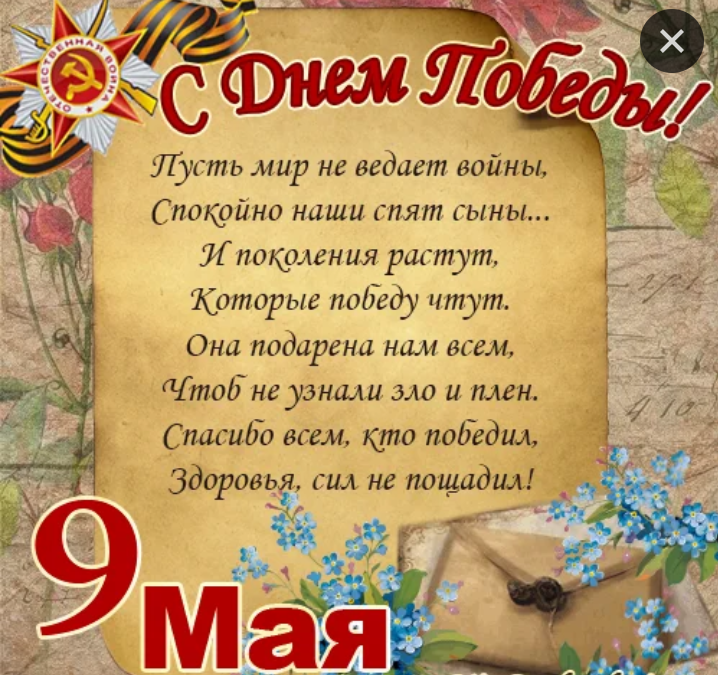 ОТЕЧЕСТВЕННАЯ ВОЙНА
С Днем Победы!
Пусть мир не ведает войны,
Спокойно наши спят сыны...
И поколения растут,
Которые победу чтут.
Она подарена нам всем,
Чтоб не узнали зло и плен.
Спасибо всем, кто победил,
Здоровья, сил не пощадил!
9
Мая